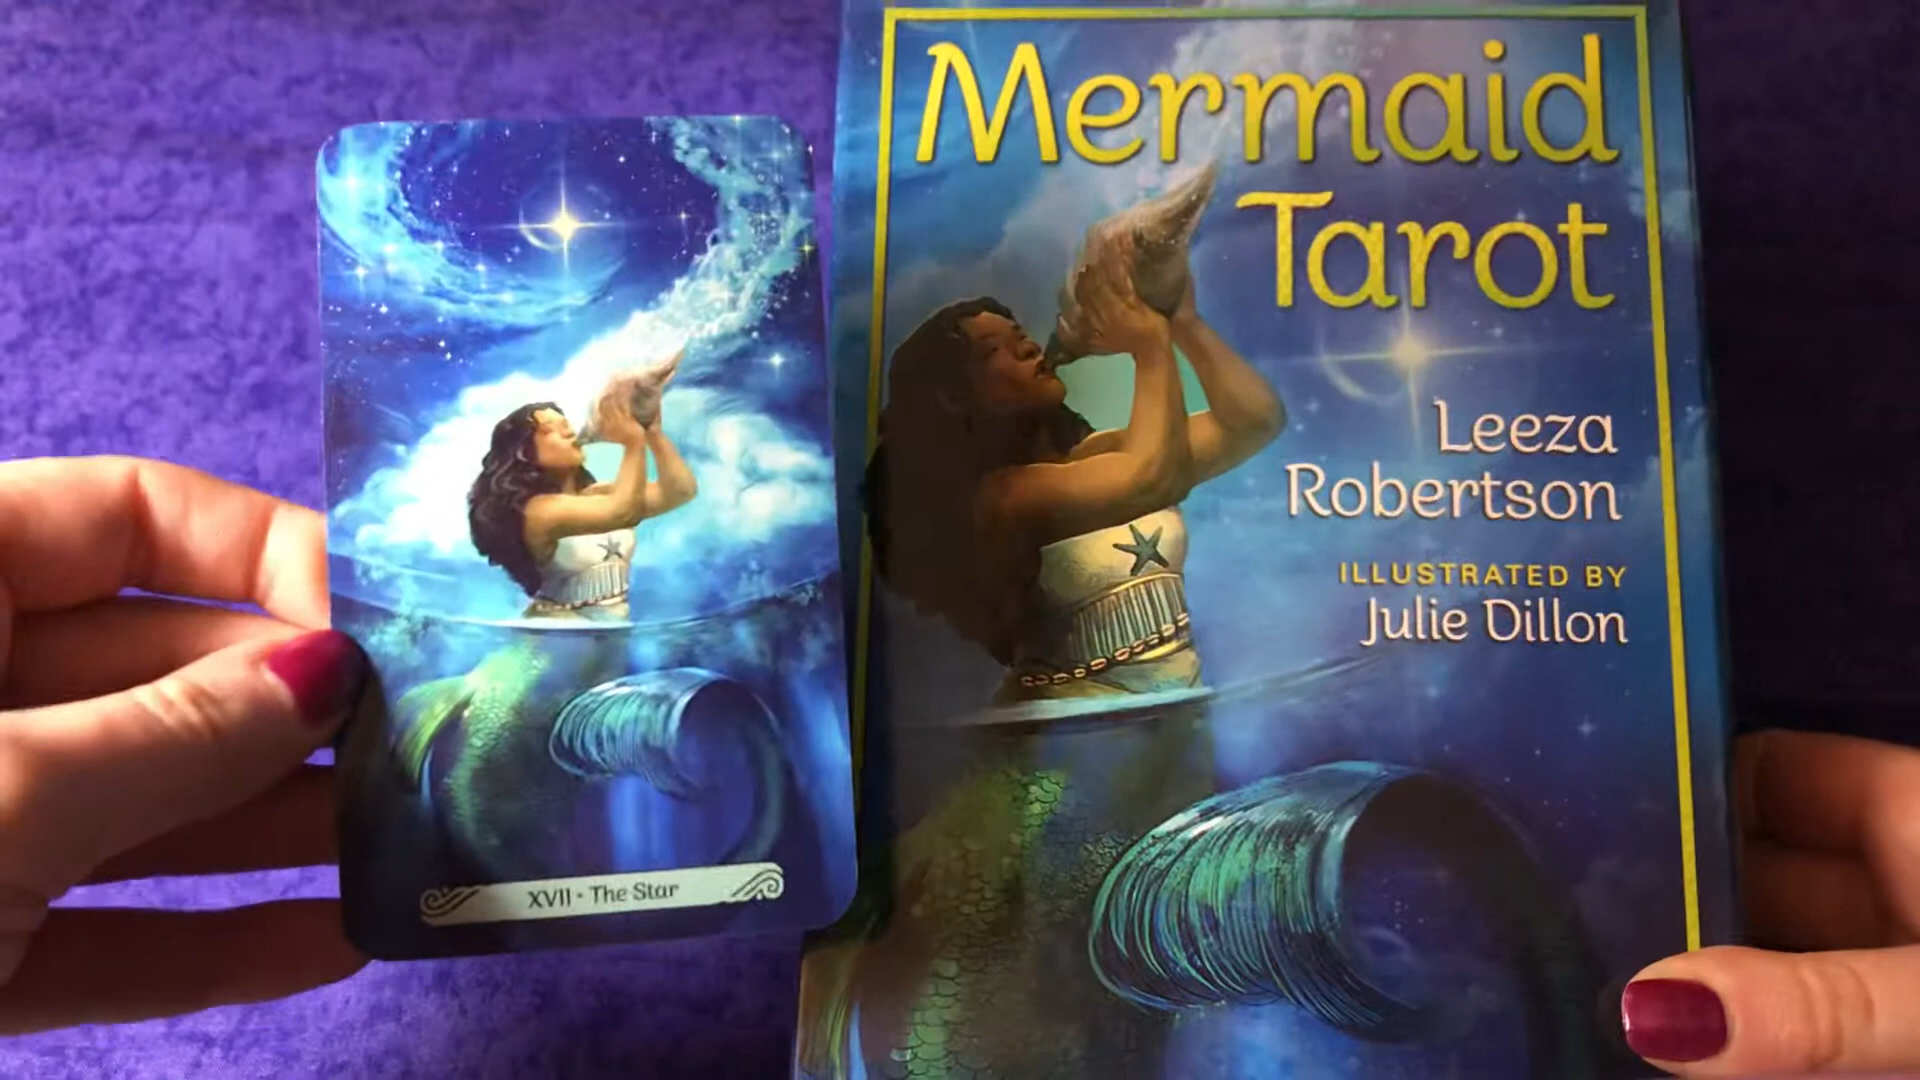 Mermaid
Tarot
Leeza
Robertson
ILLUSTRATED BY
Julie Dillon
XVII • The Star